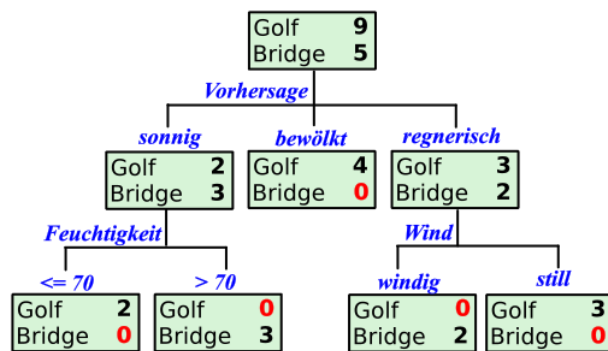 Golf 9
Bridge 5
Vorhersage
sonnig bewölkt regnerisch
Golf 2 Golf 4 Golf 3
Bridge 3 Bridge 0 Bridge 2
Feuchtigkeit Wind
<= 70 > 70 windig still
Golf 2 Golf 0 Golf 0 Golf 3
Bridge 0 Bridge 3 Bridge 2 Bridge 0